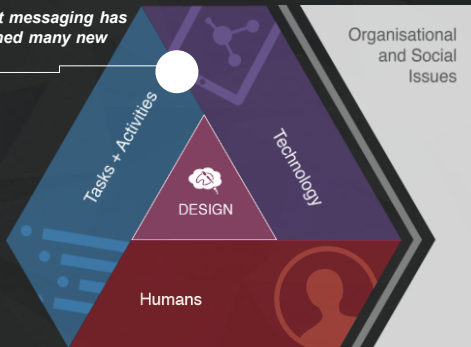 t messaging has
ned many new
Organisational
and Social
Issues
Tasks + Activities
Technology
DESIGN
Humans